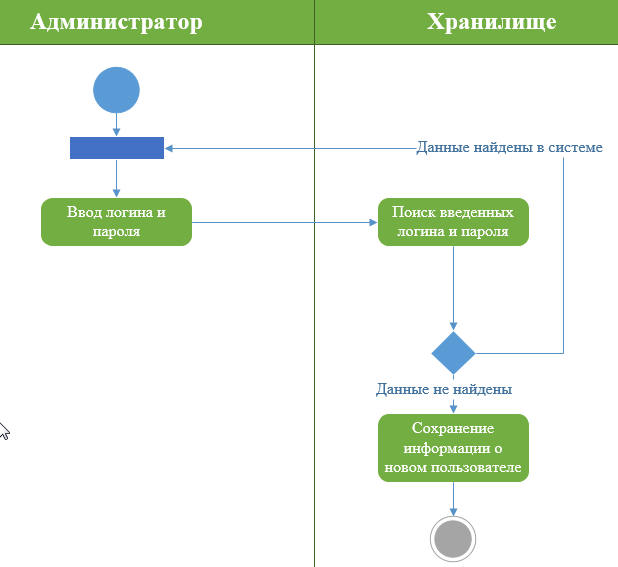 Администратор
Хранилище
Данные найдены в системе
Ввод логина и
пароля
Поиск введенных
логина и пароля
Данные не найдены
Сохранение
информации о
новом пользователе